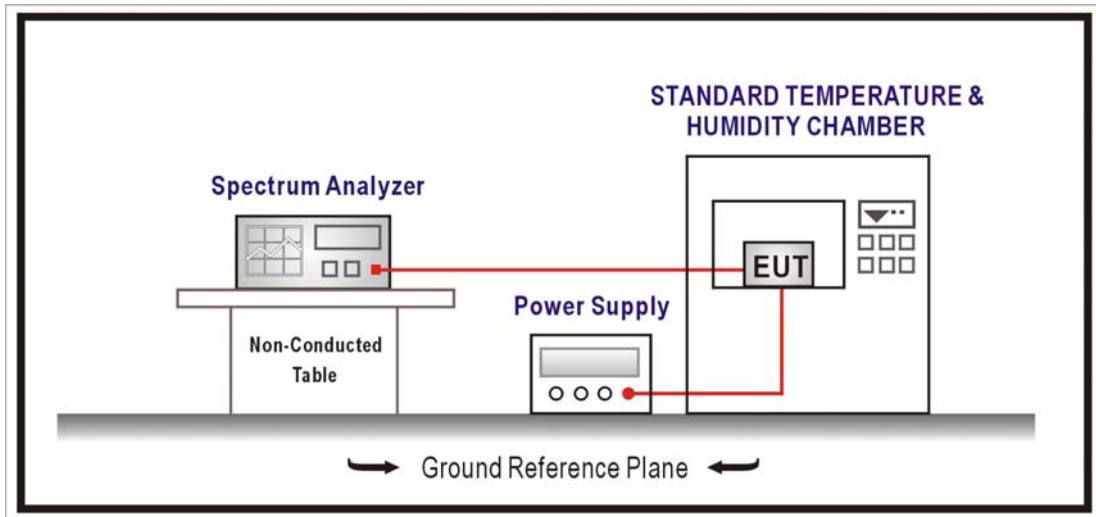 STANDARD TEMPERATURE &
HUMIDITY CHAMBER
Spectrum Analyzer
EUT
Power Supply
Non-Conducted
Table
Ground Reference Plane